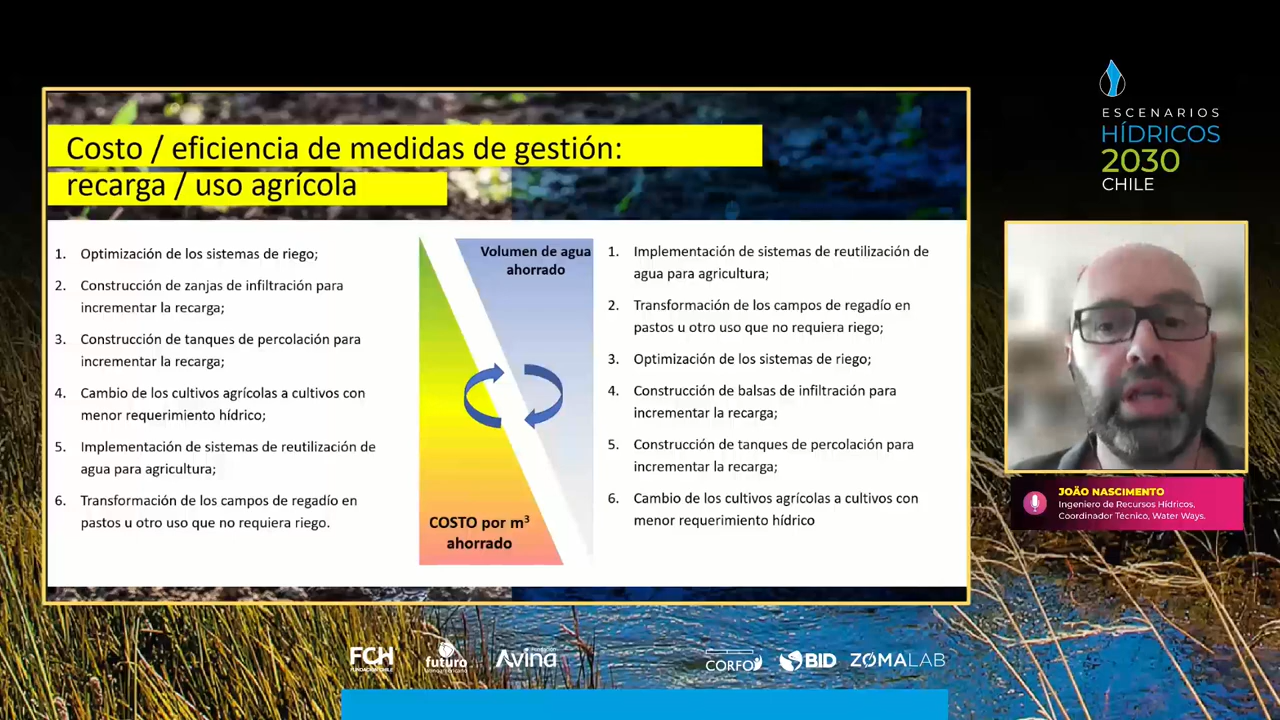 Costo / eficiencia de medidas de gestión:
recarga / uso agrícola
1. Optimización de los sistemas de riego;
2. Construcción de zanjas de infiltración para
incrementar la recarga;
3. Construcción de tanques de percolación para
incrementar la recarga;
4. Cambio de los cultivos agrícolas a cultivos con
menor requerimiento hídrico;
5. Implementación de sistemas de reutilización de
agua para agricultura;
6. Transformación de los campos de regadío en
pastos u otro uso que no requiera riego.
Volumen de agua
ahorrado
COSTO por m³
ahorrado
1. Implementación de sistemas de reutilización de
agua para agricultura;
2. Transformación de los campos de regadío en
pastos u otro uso que no requiera riego;
3. Optimización de los sistemas de riego;
4. Construcción de balsas de infiltración para
incrementar la recarga;
5. Construcción de tanques de percolación para
incrementar la recarga;
6. Cambio de los cultivos agrícolas a cultivos con
menor requerimiento hídrico
ESCENARIOS
HÍDRICOS
2030
CHILE
JOÃO NASCIMENTO
Ingeniero de Recursos Hídricos,
Coordinador Técnico, Water Ways.
FCH
FUNDACIÓN CHILE
futuro
latinoamericano
Fundación
Avina
CORFO
BID
ZOMALAB